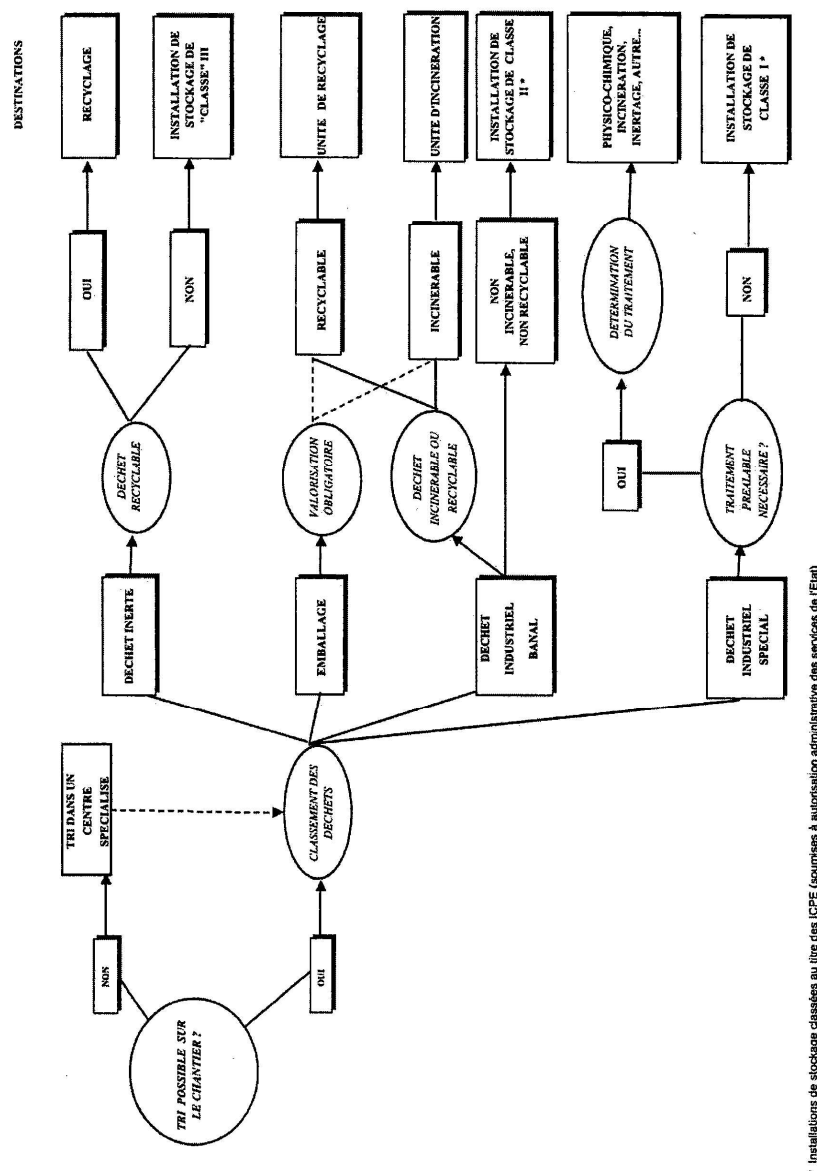 DESTINATIONS
TRI POSSIBLE SUR
LE CHANTIER ?
NON
OUI
TRI DANS UN
CENTRE
SPECIALISE
CLASSEMENT DES
DECHETS
DECHET INERTE
DECHET
RECYCLABLE
OUI
RECYCLAGE
NON
INSTALLATION DE
STOCKAGE DE
"CLASSE" III
EMBALLAGE
VALORISATION
OBLIGATOIRE
RECYCLABLE
UNITE DE RECYCLAGE
DECHET
INDUSTRIEL
BANAL
DECHET
INCINERABLE OU
RECYCLABLE
INCINERABLE
UNITE D'INCINERATION
NON
INCINERABLE,
NON RECYCLABLE
INSTALLATION DE
STOCKAGE DE CLASSE
II *
DECHET
INDUSTRIEL
SPECIAL
TRAITEMENT
PREALABLE
NECESSAIRE ?
OUI
DETERMINATION
DU TRAITEMENT
PHYSICO-CHIMIQUE,
INCINERATION,
INERTAGE, AUTRE...
NON
INSTALLATION DE
STOCKAGE DE
CLASSE I *
* Installations de stockage classées au titre des ICPE (soumises à autorisation administrative des services de l'Etat)